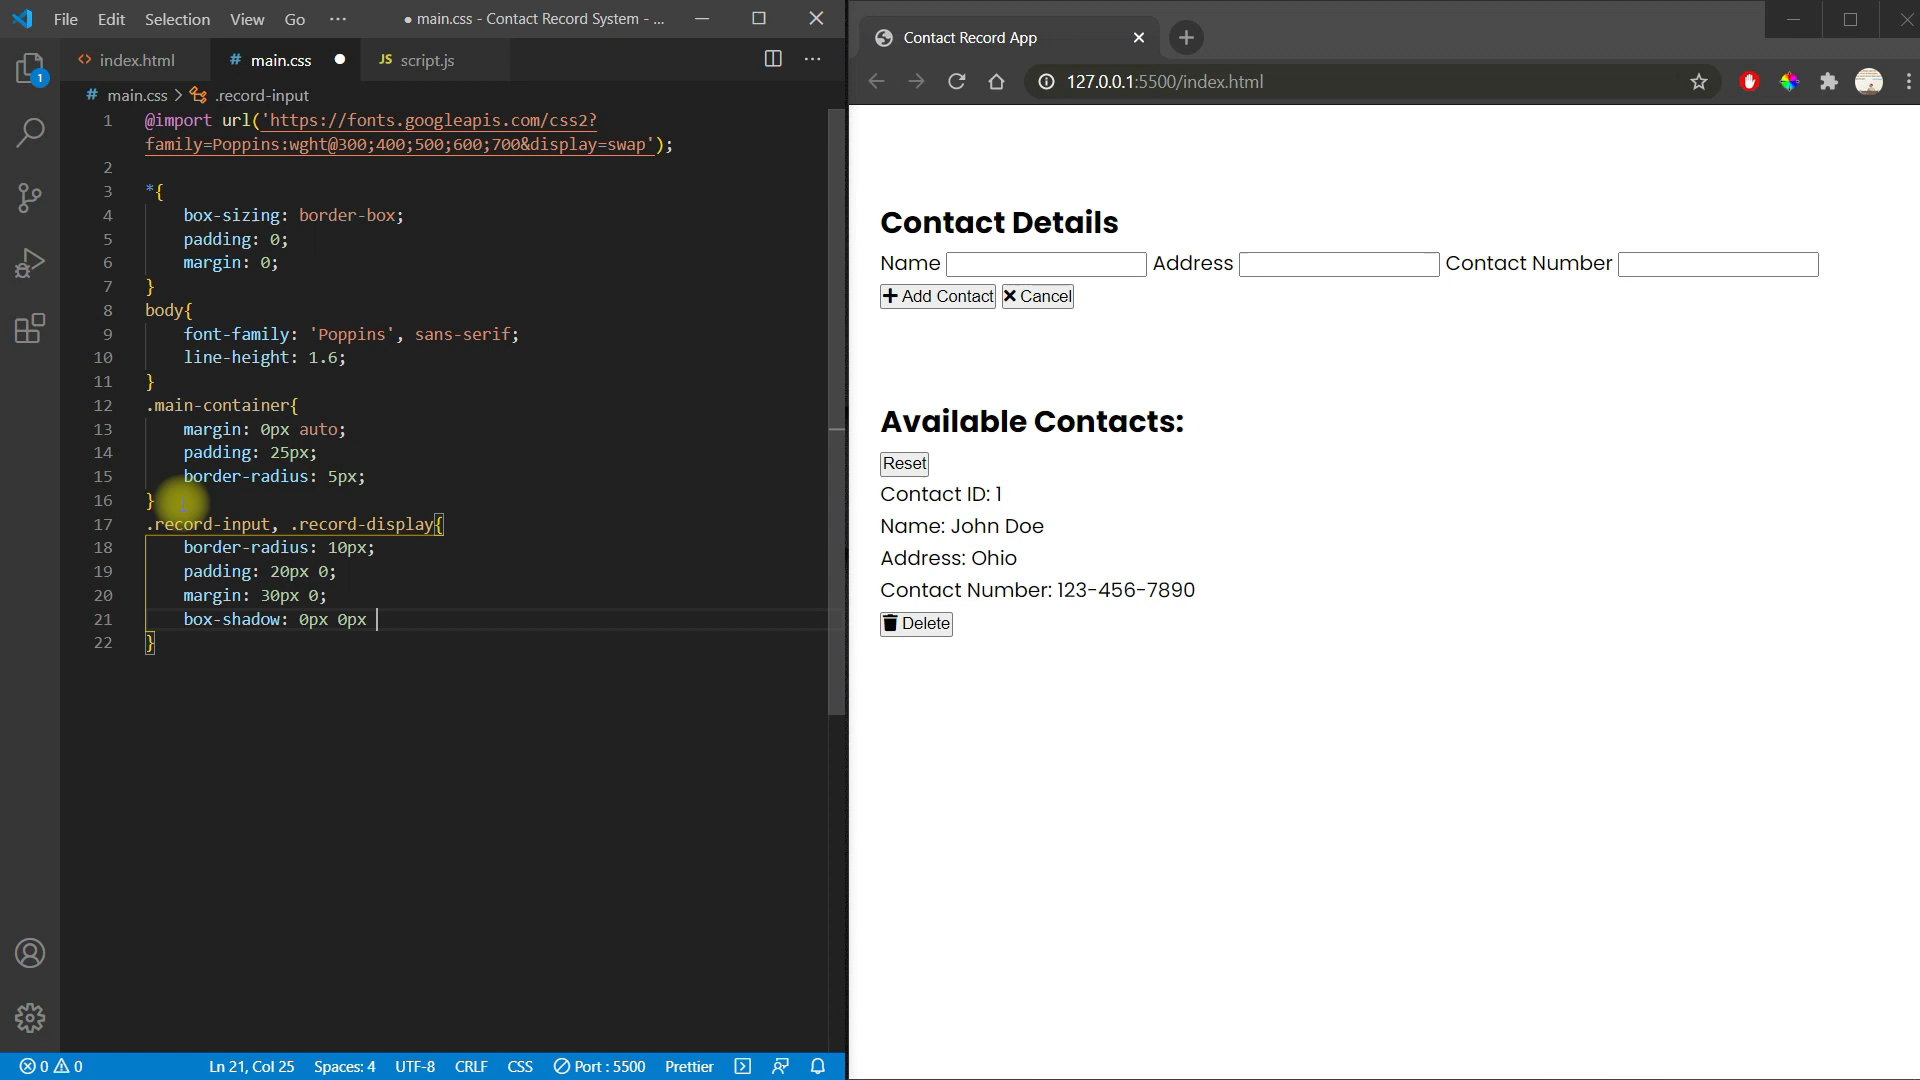 File Edit Selection View Go ··· ● main.css - Contact Record System - ...
index.html # main.css ● JS script.js ···
# main.css > .record-input
1 @import url('https://fonts.googleapis.com/css2?
family=Poppins:wght@300;400;500;600;700&display=swap');
2
3 *{
4 box-sizing: border-box;
5 padding: 0;
6 margin: 0;
7 }
8 body{
9 font-family: 'Poppins', sans-serif;
10 line-height: 1.6;
11 }
12 .main-container{
13 margin: 0px auto;
14 padding: 25px;
15 border-radius: 5px;
16 }
17 .record-input, .record-display{
18 border-radius: 10px;
19 padding: 20px 0;
20 margin: 30px 0;
21 box-shadow: 0px 0px
22 }
1
0 0 Ln 21, Col 25 Spaces: 4 UTF-8 CRLF CSS Port : 5500 Prettier
Contact Record App
127.0.0.1:5500/index.html
Contact Details
Name Address Contact Number
Add Contact Cancel
Available Contacts:
Reset
Contact ID: 1
Name: John Doe
Address: Ohio
Contact Number: 123-456-7890
Delete